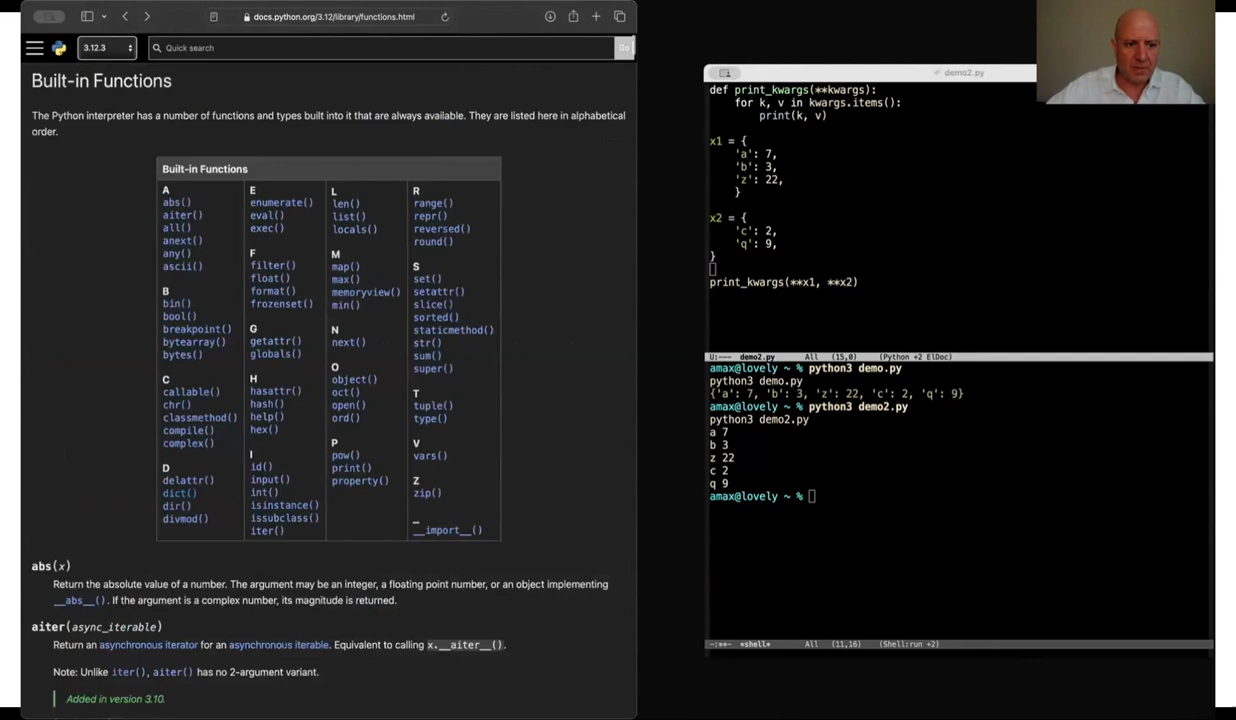 docs.python.org/3.12/library/functions.html
3.12.3
Quick search
Go
Built-in Functions
The Python interpreter has a number of functions and types built into it that are always available. They are listed here in alphabetical
order.
Built-in Functions
A
abs()
aiter()
all()
anext()
any()
ascii()
B
bin()
bool()
breakpoint()
bytearray()
bytes()
C
callable()
chr()
classmethod()
compile()
complex()
D
delattr()
dict()
dir()
divmod()
E
enumerate()
eval()
exec()
F
filter()
float()
format()
frozenset()
G
getattr()
globals()
H
hasattr()
hash()
help()
hex()
I
id()
input()
int()
isinstance()
issubclass()
iter()
L
len()
list()
locals()
M
map()
max()
memoryview()
min()
N
next()
O
object()
oct()
open()
ord()
P
pow()
print()
property()
R
range()
repr()
reversed()
round()
S
set()
setattr()
slice()
sorted()
staticmethod()
str()
sum()
super()
T
tuple()
type()
V
vars()
Z
zip()
_
__import__()
abs(x)
Return the absolute value of a number. The argument may be an integer, a floating point number, or an object implementing
__abs__(). If the argument is a complex number, its magnitude is returned.
aiter(async_iterable)
Return an asynchronous iterator for an asynchronous iterable. Equivalent to calling x.__aiter__().
Note: Unlike iter(), aiter() has no 2-argument variant.
Added in version 3.10.
demo2.py
def print_kwargs(**kwargs):
for k, v in kwargs.items():
print(k, v)
x1 = {
'a': 7,
'b': 3,
'z': 22,
}
x2 = {
'c': 2,
'q': 9,
}
print_kwargs(**x1, **x2)
U:--- demo2.py All (15,0) (Python +2 ElDoc)
amax@lovely ~ % python3 demo.py
python3 demo.py
{'a': 7, 'b': 3, 'z': 22, 'c': 2, 'q': 9}
amax@lovely ~ % python3 demo2.py
python3 demo2.py
a 7
b 3
z 22
c 2
q 9
amax@lovely ~ %
-:**- *shell* All (11,16) (Shell:run +2)